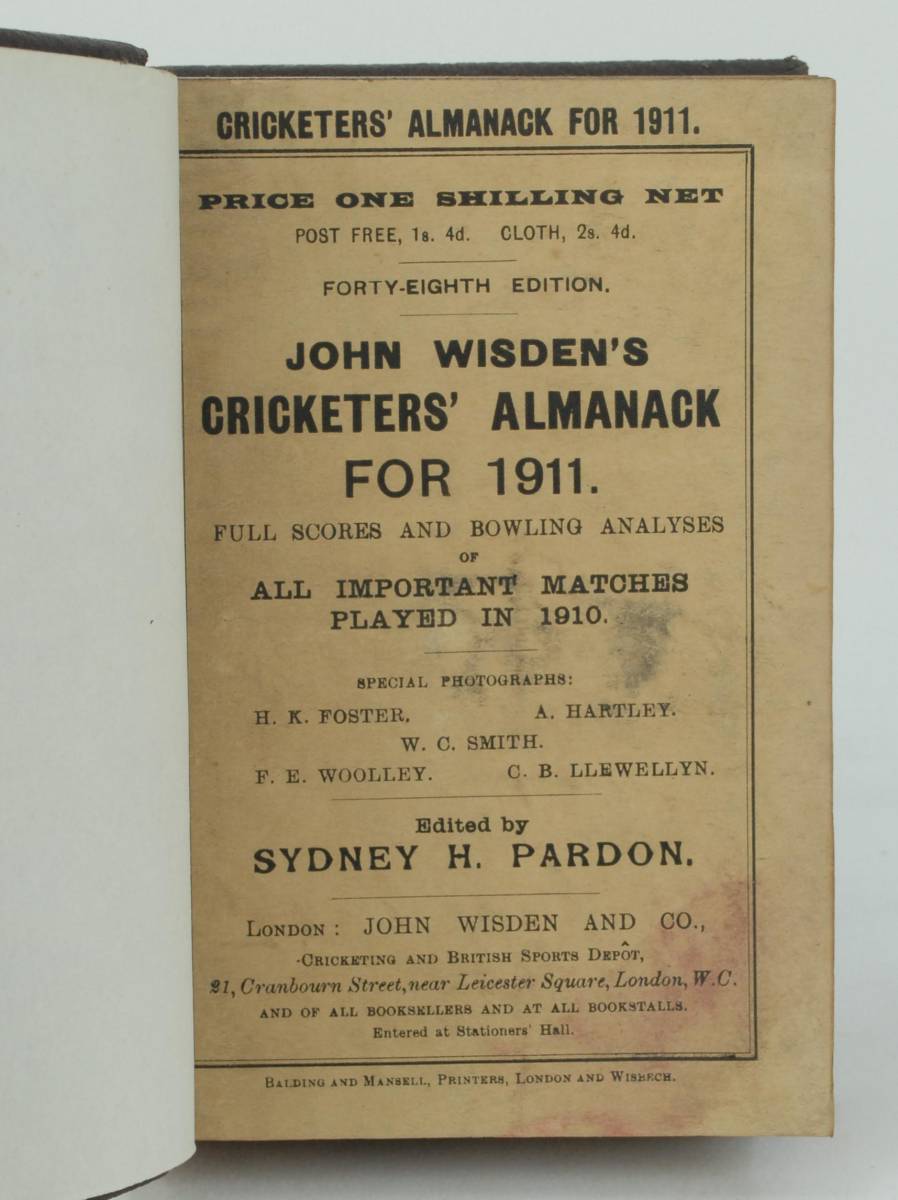 CRICKETERS' ALMANACK FOR 1911.
PRICE ONE SHILLING NET
POST FREE, 1s. 4d. CLOTH, 2s. 4d.
FORTY-EIGHTH EDITION.
JOHN WISDEN'S
CRICKETERS' ALMANACK
FOR 1911.
FULL SCORES AND BOWLING ANALYSES
OF
ALL IMPORTANT MATCHES
PLAYED IN 1910.
SPECIAL PHOTOGRAPHS:
H. K. FOSTER. A. HARTLEY.
W. C. SMITH.
F. E. WOOLLEY. C. B. LLEWELLYN.
Edited by
SYDNEY H. PARDON.
LONDON: JOHN WISDEN AND CO.,
CRICKETING AND BRITISH SPORTS DEPÔT,
21, Cranbourn Street, near Leicester Square, London, W.C.
AND OF ALL BOOKSELLERS AND AT ALL BOOKSTALLS.
Entered at Stationers' Hall.
BALDING AND MANSELL, PRINTERS, LONDON AND WISBECH.